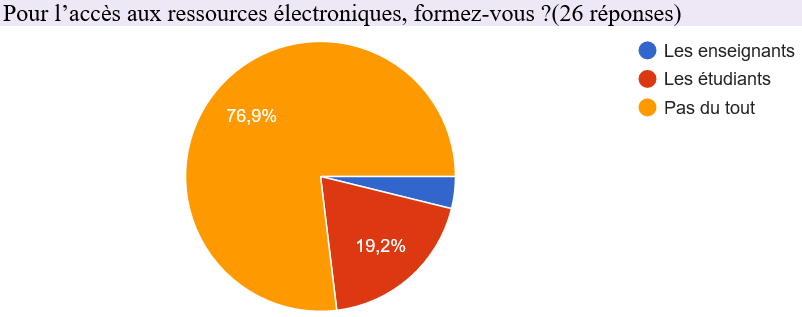 Pour l’accès aux ressources électroniques, formez-vous ?(26 réponses)
Les enseignants
Les étudiants
Pas du tout
76,9%
19,2%